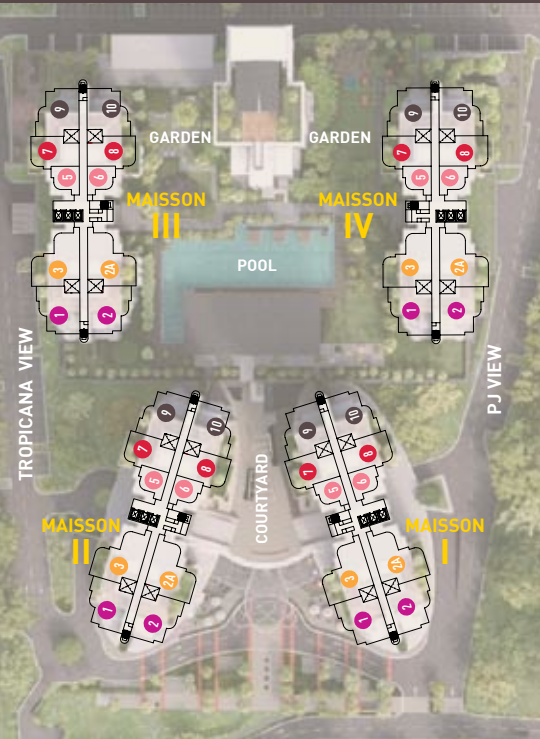 9 10
9 10
GARDEN
GARDEN
7 8
7 8
5 6
5 6
MAISSON
III
MAISSON
IV
3 2A
3 2A
POOL
1 2
1 2
TROPICANA VIEW
PJ VIEW
9 10
9 10
7 8
7 8
5 6
5 6
COURTYARD
MAISSON
II
MAISSON
I
3 2A
3 2A
1 2
1 2